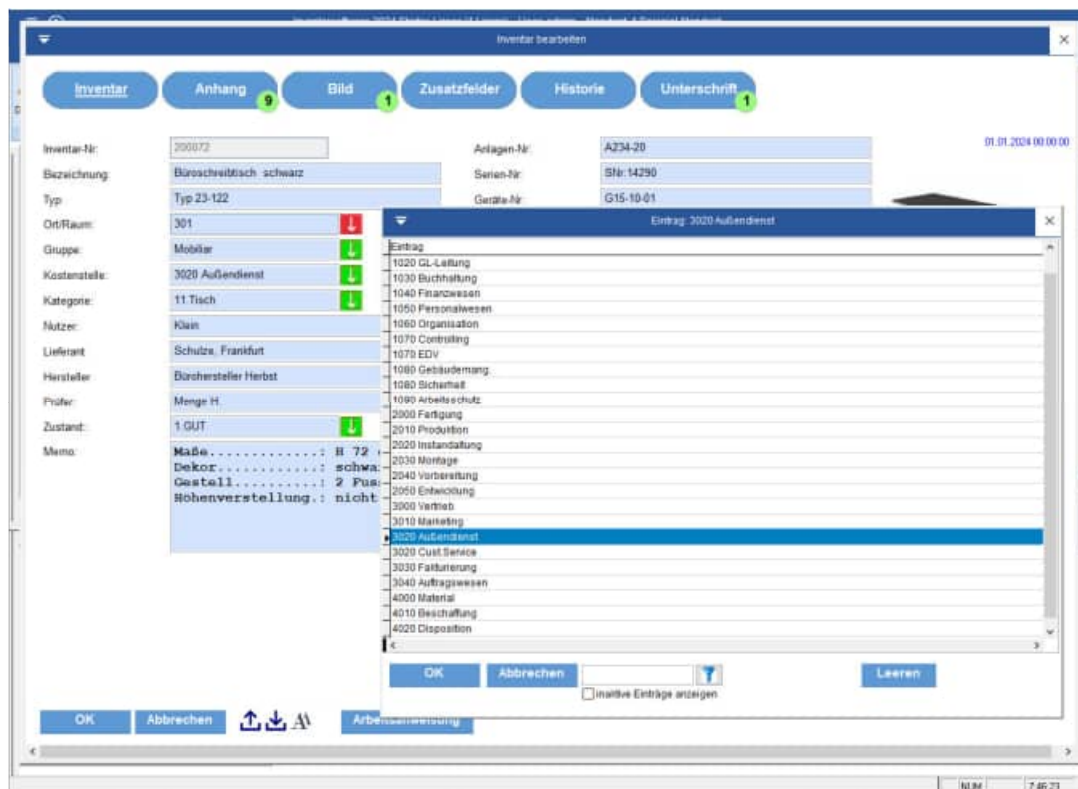 Inventar bearbeiten
Inventar
Anhang
9
Bild
1
Zusatzfelder
Historie
Unterschrift
1
01.01.2024 00:00:00
Inventar-Nr:
200072
Anlagen-Nr:
A234-20
Bezeichnung:
Büroschreibtisch schwarz
Serien-Nr:
SNr:14290
Typ
Typ 23-122
Geräte-Nr
G15-10-01
Ort/Raum:
301
Gruppe:
Mobiliar
Kostenstelle:
3020 Außendienst
Kategorie:
11.Tisch
Nutzer:
Klein
Lieferant
Schulze, Frankfurt
Hersteller
Bürohersteller Herbst
Prüfer:
Menge H.
Zustand:
1.GUT
Memo:
Maße.............: H 72
Dekor............: schwa
Gestell..........: 2 Fus
Höhenverstellung.: nicht
Eintrag: 3020 Außendienst
Eintrag
1020 GL-Leitung
1030 Buchhaltung
1040 Finanzwesen
1050 Personalwesen
1060 Organisation
1070 Controlling
1070 EDV
1080 Gebäudemang.
1080 Sicherheit
1090 Arbeitsschutz
2000 Fertigung
2010 Produktion
2020 Instandaltung
2030 Montage
2040 Vorbereitung
2050 Entwicklung
3000 Vertrieb
3010 Marketing
3020 Außendienst
3020 Cust.Service
3030 Fakturierung
3040 Auftragswesen
4000 Material
4010 Beschaffung
4020 Disposition
OK
Abbrechen
Leeren
inaktive Einträge anzeigen
OK
Abbrechen
Arbeitsanweisung
NUM
7:46:23